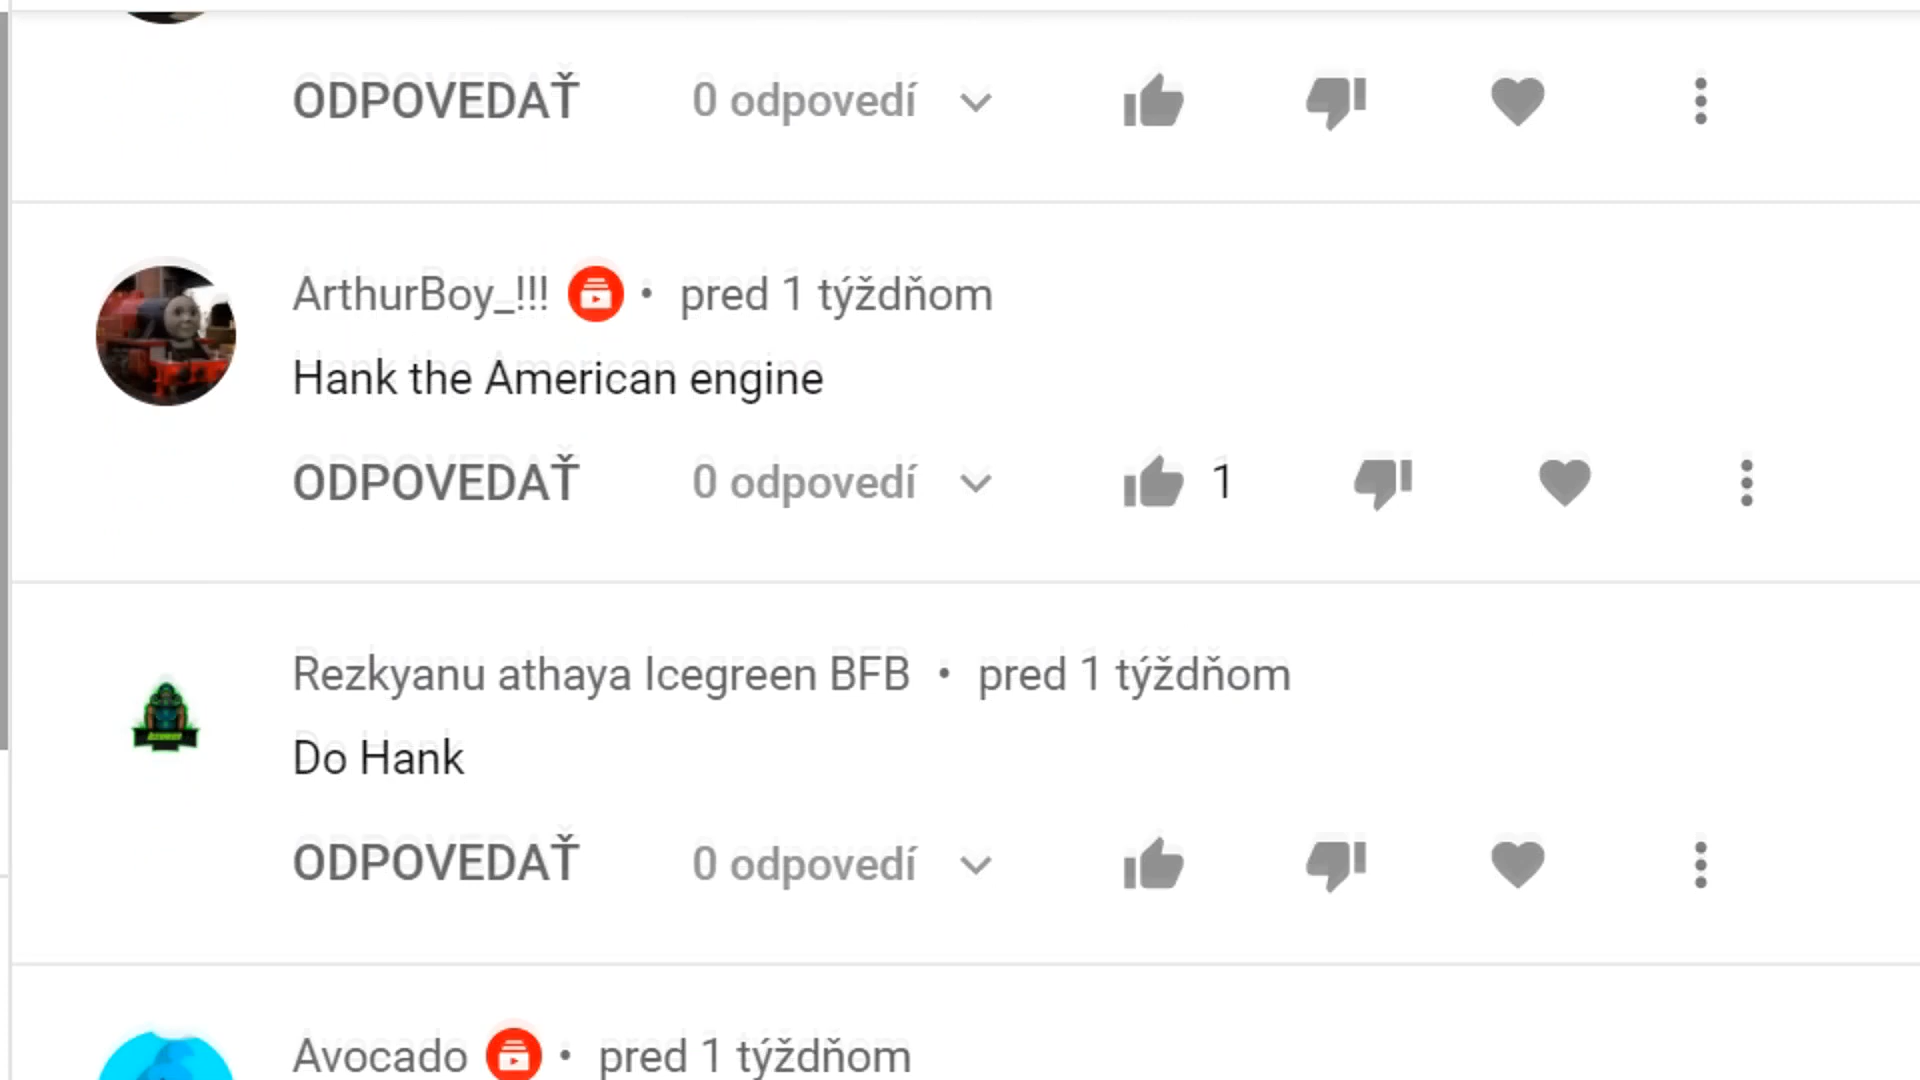 ODPOVEDAŤ 0 odpovedí
ArthurBoy_!!! • pred 1 týždňom
Hank the American engine
ODPOVEDAŤ 0 odpovedí 1
Rezkyanu athaya Icegreen BFB • pred 1 týždňom
Do Hank
ODPOVEDAŤ 0 odpovedí
Avocado • pred 1 týždňom